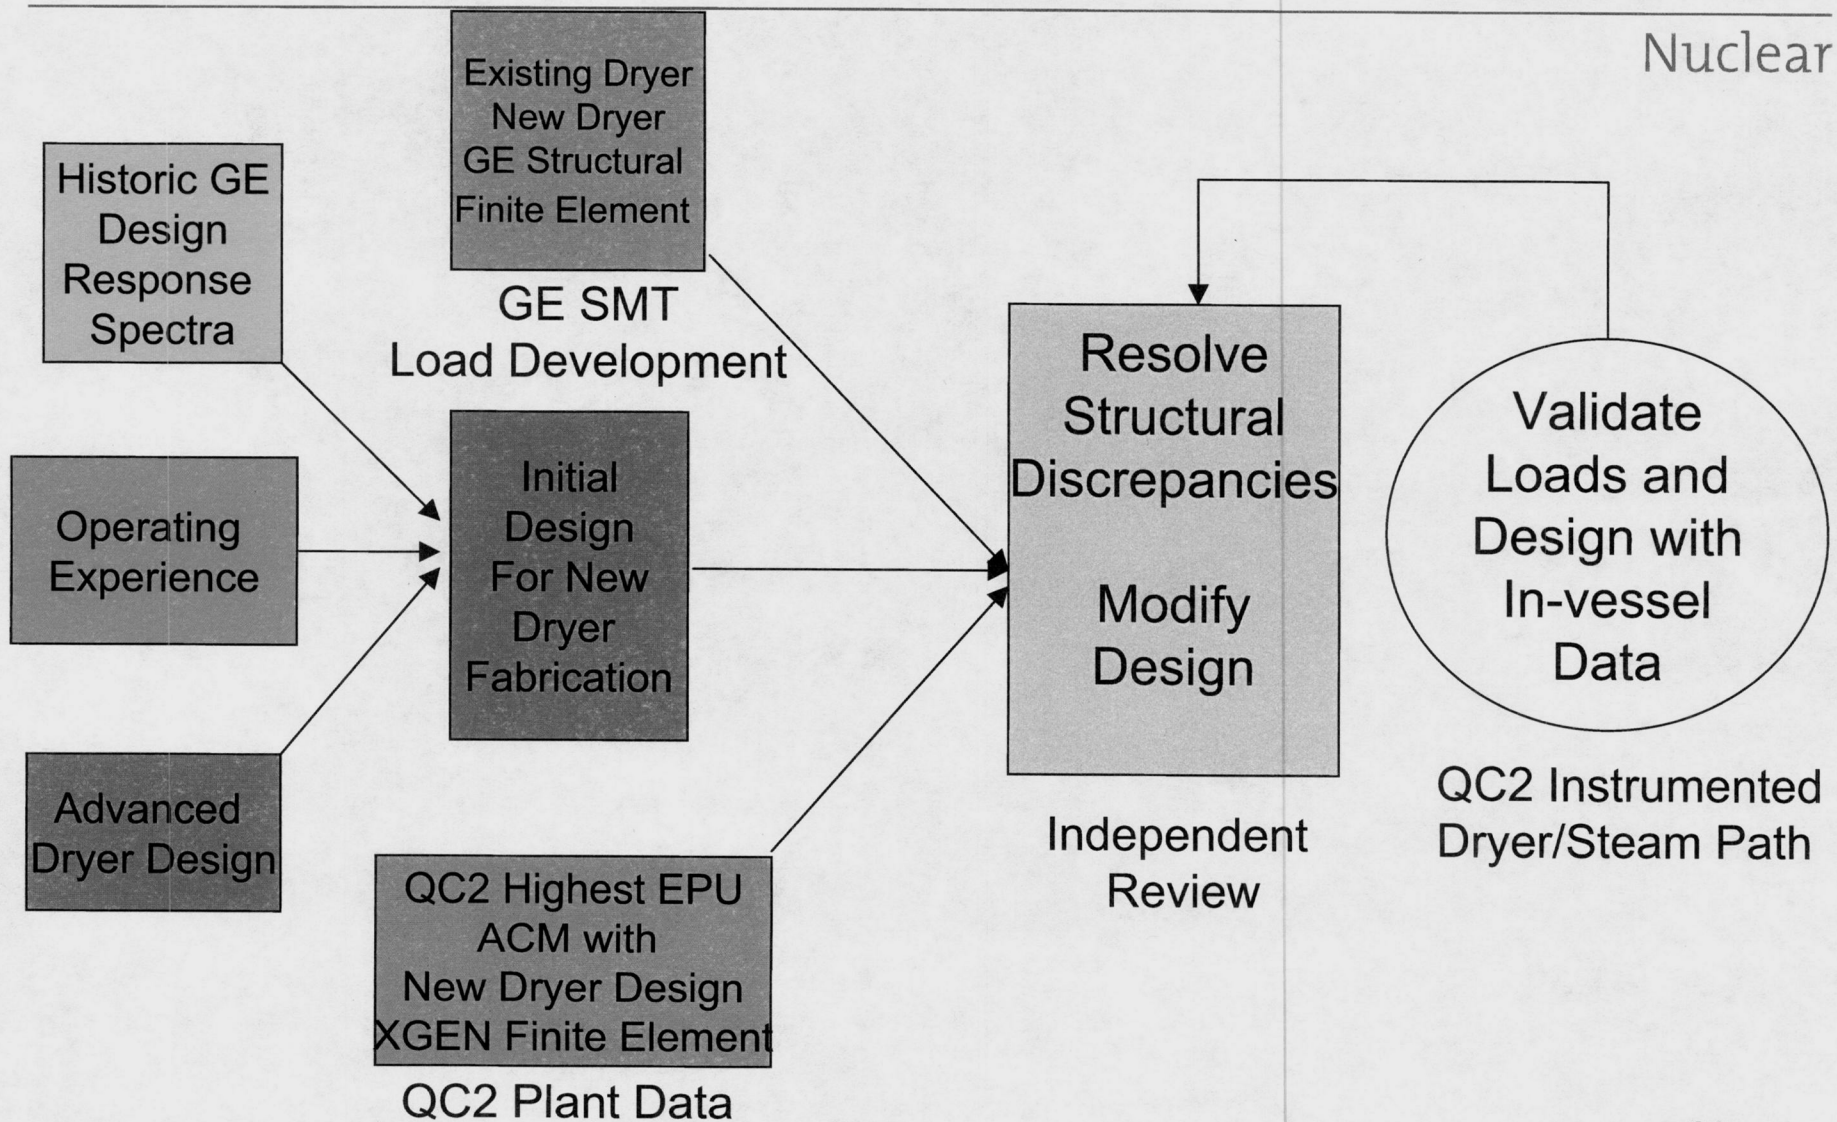 Nuclear
Existing Dryer
New Dryer
GE Structural
Finite Element
GE SMT
Load Development
Historic GE
Design
Response
Spectra
Operating
Experience
Advanced
Dryer Design
Initial
Design
For New
Dryer
Fabrication
QC2 Highest EPU
ACM with
New Dryer Design
XGEN Finite Element
QC2 Plant Data
Resolve
Structural
Discrepancies
Modify
Design
Independent
Review
Validate
Loads and
Design with
In-vessel
Data
QC2 Instrumented
Dryer/Steam Path